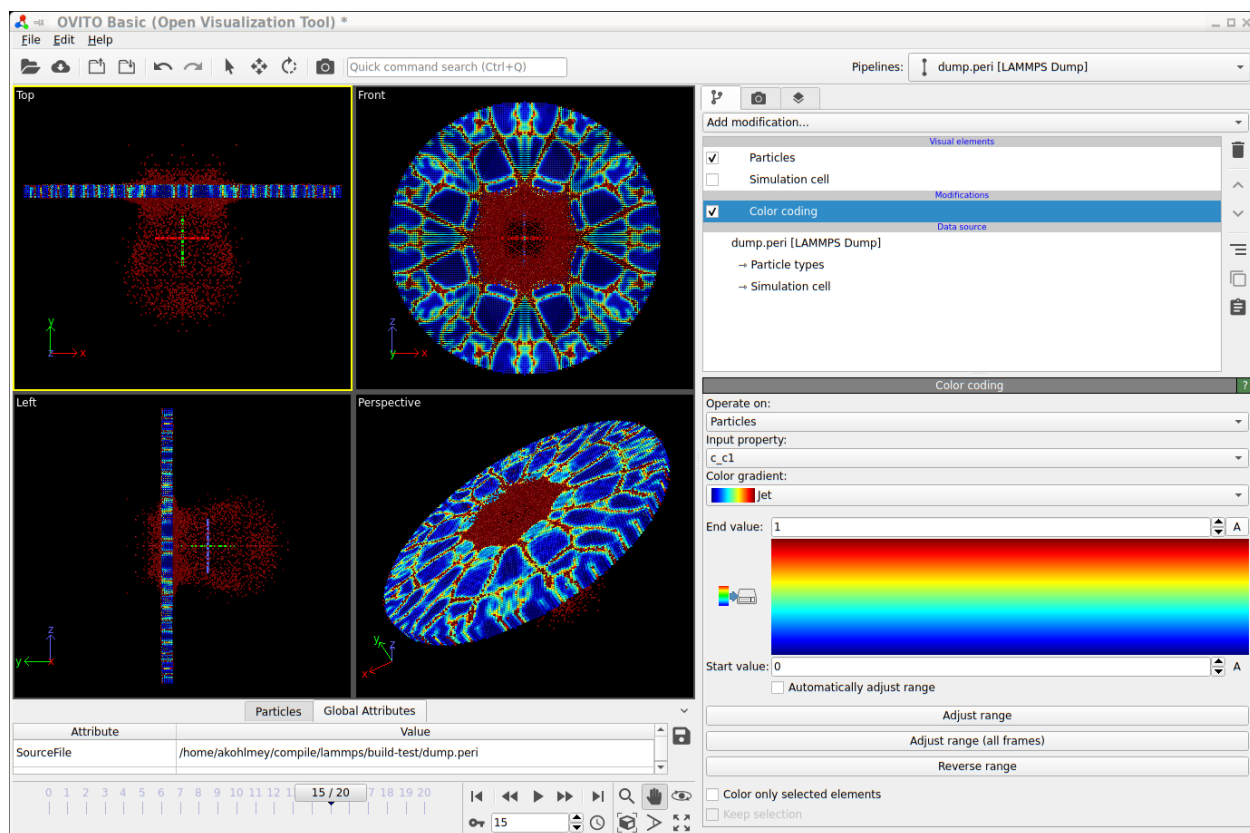 OVITO Basic (Open Visualization Tool) *
File Edit Help
Quick command search (Ctrl+Q)
Pipelines: dump.peri [LAMMPS Dump]
Top
Front
Add modification...
Visual elements
Particles
Simulation cell
Modifications
Color coding
Data source
dump.peri [LAMMPS Dump]
Particle types
Simulation cell
y
z x
z
y x
Left
Perspective
z
y x
y z
x
Color coding ?
Operate on:
Particles
Input property:
c_c1
Color gradient:
Jet
End value: 1 A
Start value: 0 A
Automatically adjust range
Adjust range
Adjust range (all frames)
Reverse range
Color only selected elements
Keep selection
Particles Global Attributes
Attribute Value
SourceFile /home/akohlmey/compile/lammps/build-test/dump.peri
0 1 2 3 4 5 6 7 8 9 10 11 12 15 / 20 17 18 19 20
15